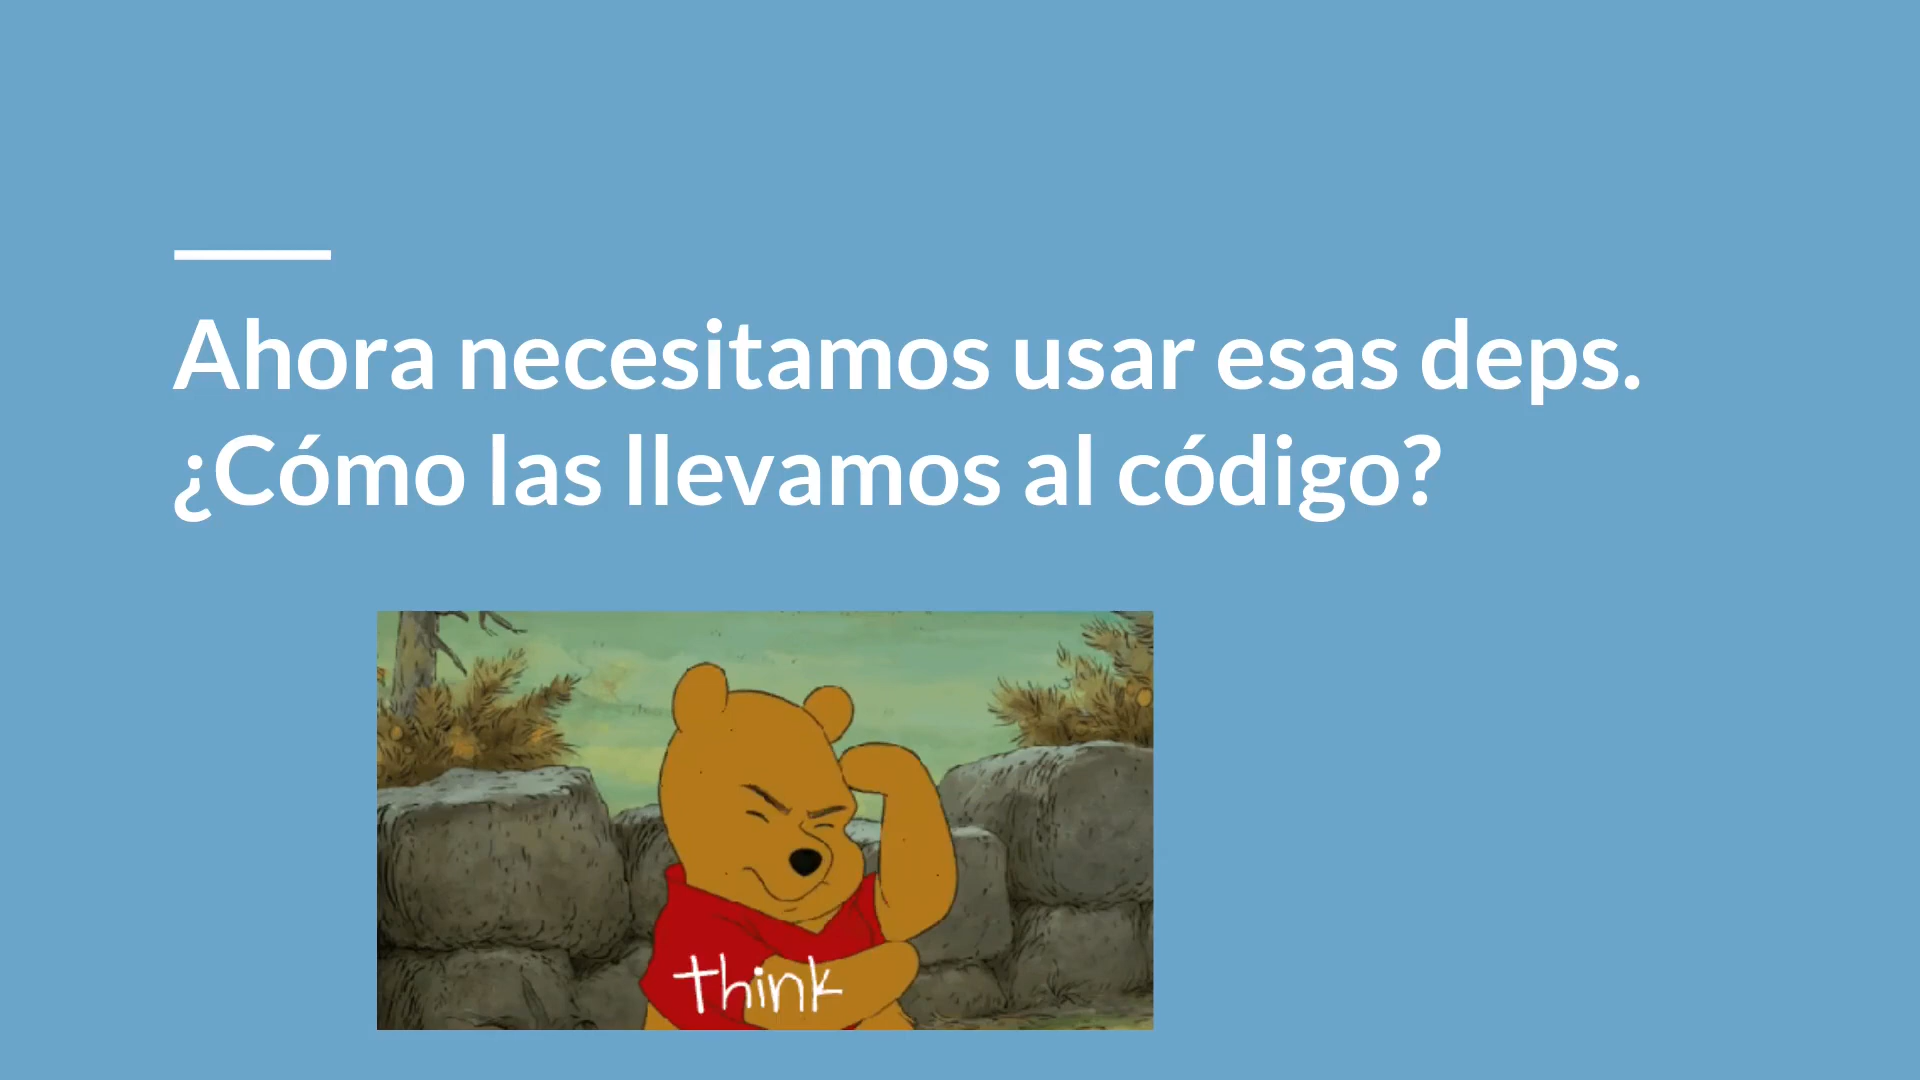 Ahora necesitamos usar esas deps.
¿Cómo las llevamos al código?
think